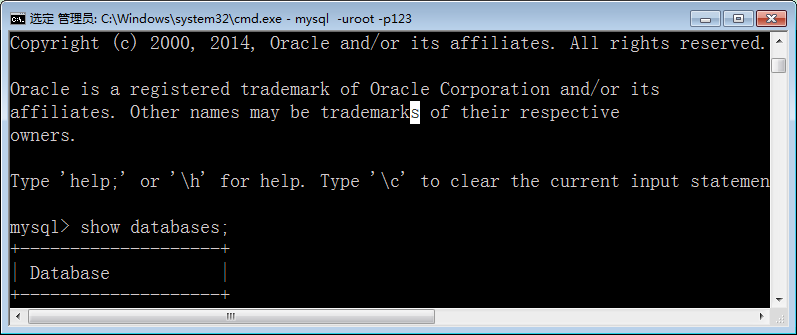 选定 管理员: C:\Windows\system32\cmd.exe - mysql  -uroot -p123
Copyright (c) 2000, 2014, Oracle and/or its affiliates. All rights reserved.
Oracle is a registered trademark of Oracle Corporation and/or its
affiliates. Other names may be trademarks of their respective
owners.
Type 'help;' or '\h' for help. Type '\c' to clear the current input statemen
mysql> show databases;
+--------------------+
| Database           |
+--------------------+